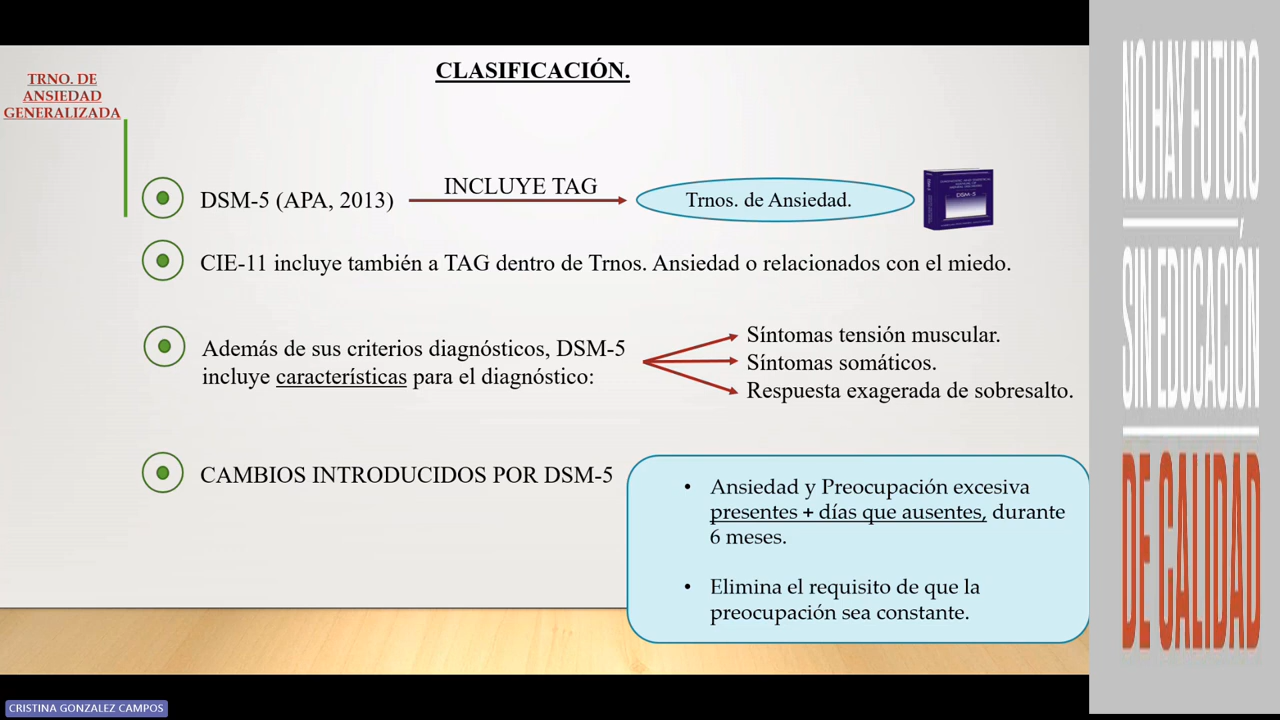 CLASIFICACIÓN.
TRNO. DE
ANSIEDAD
GENERALIZADA
DSM-5 (APA, 2013)
INCLUYE TAG
Trnos. de Ansiedad.
DSM-5
CIE-11 incluye también a TAG dentro de Trnos. Ansiedad o relacionados con el miedo.
Además de sus criterios diagnósticos, DSM-5
incluye características para el diagnóstico:
Síntomas tensión muscular.
Síntomas somáticos.
Respuesta exagerada de sobresalto.
CAMBIOS INTRODUCIDOS POR DSM-5
• Ansiedad y Preocupación excesiva
presentes + días que ausentes, durante
6 meses.
• Elimina el requisito de que la
preocupación sea constante.
NO HAY FUTURO
SIN EDUCACIÓN
DE CALIDAD
CRISTINA GONZALEZ CAMPOS